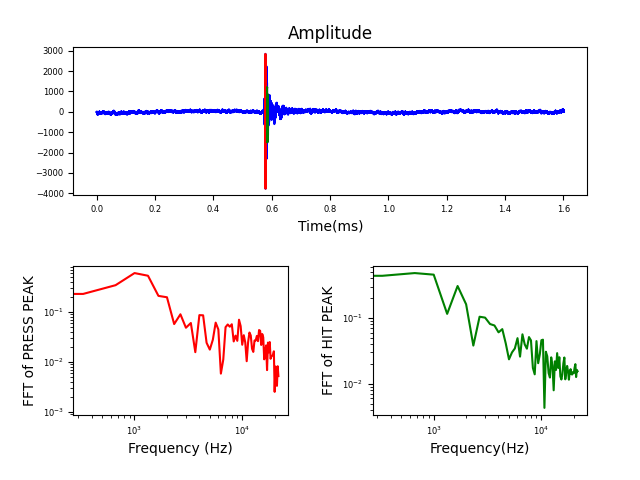 Amplitude
3000
2000
1000
0
−1000
−2000
−3000
−4000
0.0 0.2 0.4 0.6 0.8 1.0 1.2 1.4 1.6
Time(ms)
FFT of PRESS PEAK
10⁻¹
10⁻²
10⁻³
10³ 10⁴
Frequency (Hz)
FFT of HIT PEAK
10⁻¹
10⁻²
10³ 10⁴
Frequency(Hz)